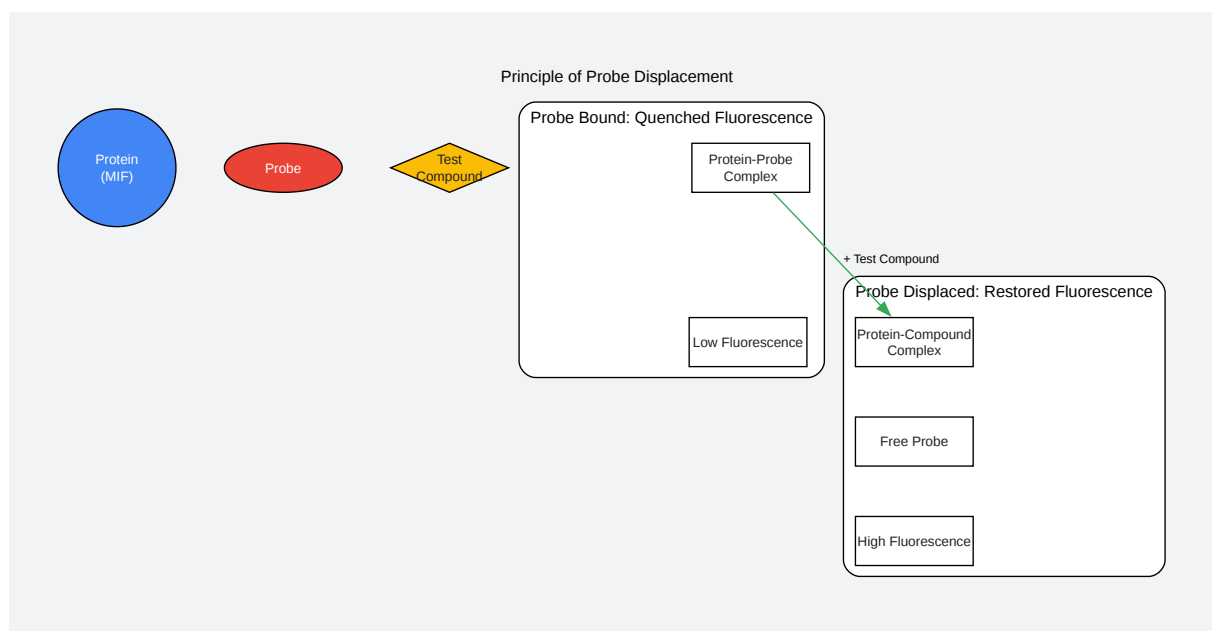 Principle of Probe Displacement
Protein
(MIF)
Probe
Test
Compound
Probe Bound: Quenched Fluorescence
Protein-Probe
Complex
Low Fluorescence
+ Test Compound
Probe Displaced: Restored Fluorescence
Protein-Compound
Complex
Free Probe
High Fluorescence